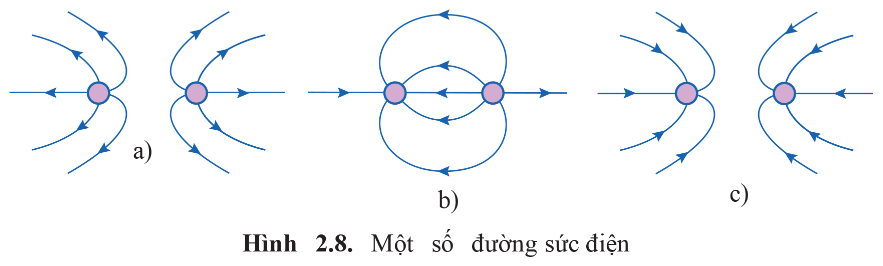 a)
b)
c)
Hình 2.8. Một số đường sức điện